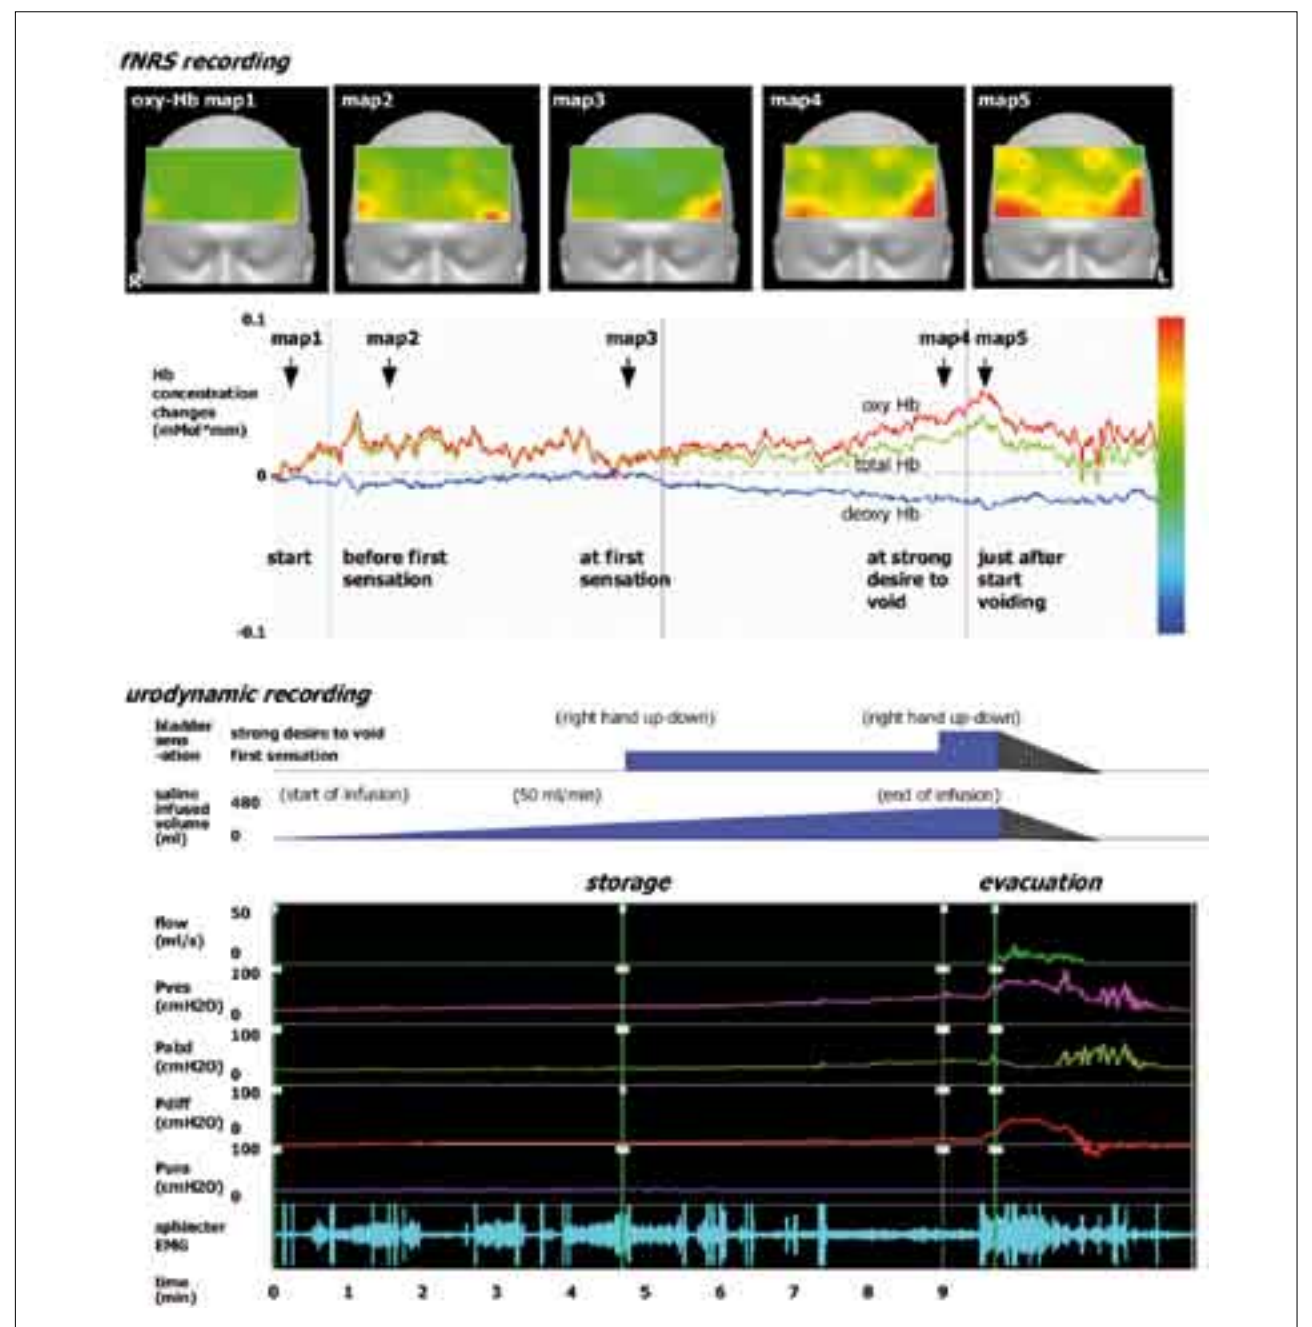 fNRS recording
oxy-Hb map1
map2
map3
map4
map5
R
L
0.1
map1
map2
map3
map4 map5
Hb
concentration
changes
(mMol*mm)
oxy Hb
0
total Hb
deoxy Hb
start
before first
sensation
at first
sensation
at strong
desire to
void
just after
start
voiding
-0.1
urodynamic recording
bladder
sens
-ation
strong desire to void
first sensation
(right hand up-down)
(right hand up-down)
saline
infused
volume
(ml)
480
0
(start of infusion)
(50 ml/min)
(end of infusion)
storage
evacuation
flow
(ml/s)
50
0
Pves
(cmH2O)
100
0
Pabd
(cmH2O)
100
0
Pdiff
(cmH2O)
100
0
Pura
(cmH2O)
100
0
sphincter
EMG
time
(min)
0 1 2 3 4 5 6 7 8 9